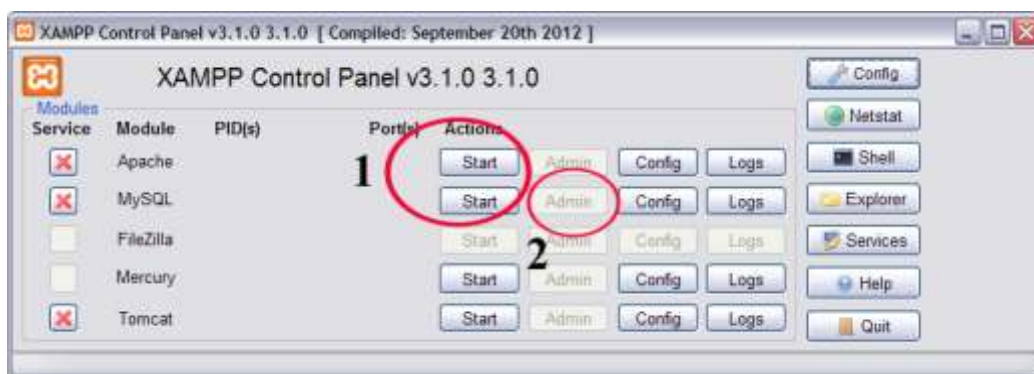 XAMPP Control Panel v3.1.0 3.1.0 [ Compiled: September 20th 2012 ]
XAMPP Control Panel v3.1.0 3.1.0
Config
Modules
Service Module PID(s) Port(s) Actions
Netstat
Apache Start Admin Config Logs
Shell
1
MySQL Start Admin Config Logs
Explorer
FileZilla Start Admin Config Logs
Services
2
Mercury Start Admin Config Logs
Help
Tomcat Start Admin Config Logs
Quit